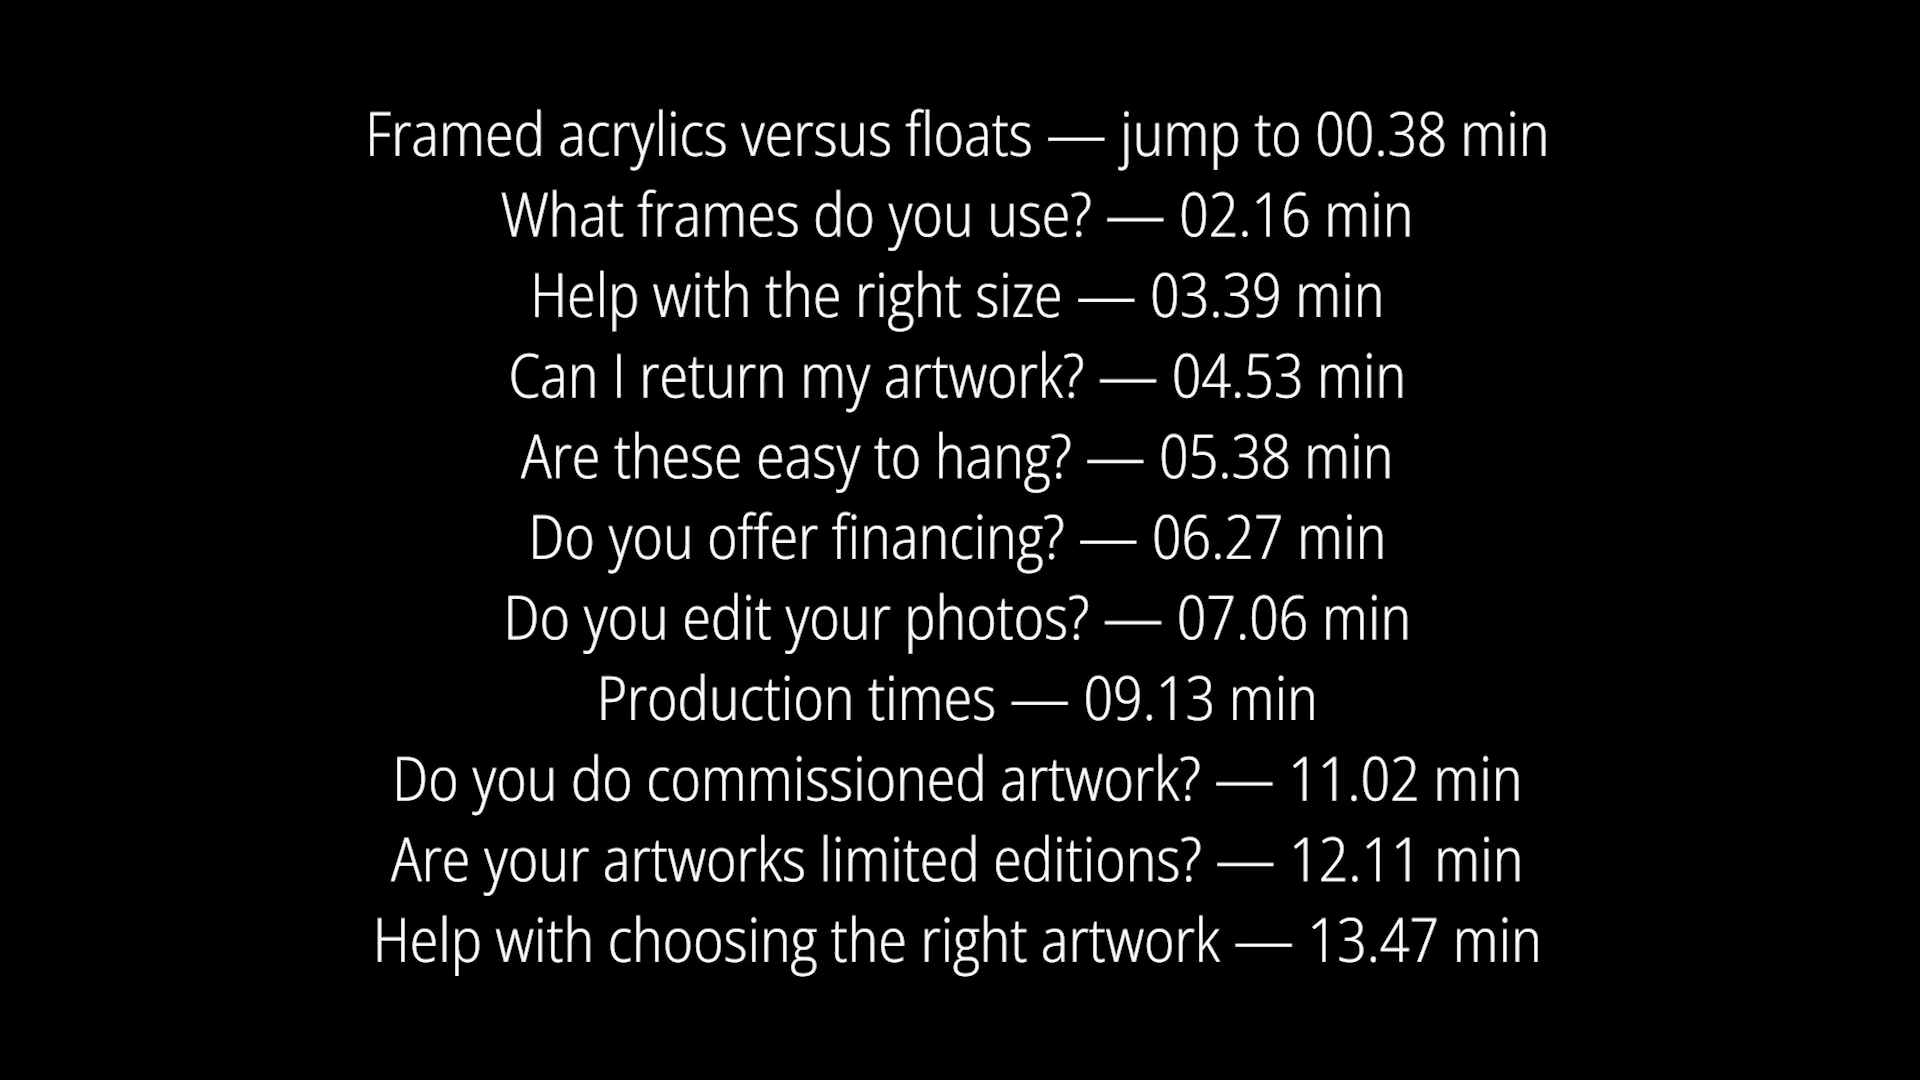 Framed acrylics versus floats — jump to 00.38 min
What frames do you use? — 02.16 min
Help with the right size — 03.39 min
Can I return my artwork? — 04.53 min
Are these easy to hang? — 05.38 min
Do you offer financing? — 06.27 min
Do you edit your photos? — 07.06 min
Production times — 09.13 min
Do you do commissioned artwork? — 11.02 min
Are your artworks limited editions? — 12.11 min
Help with choosing the right artwork — 13.47 min